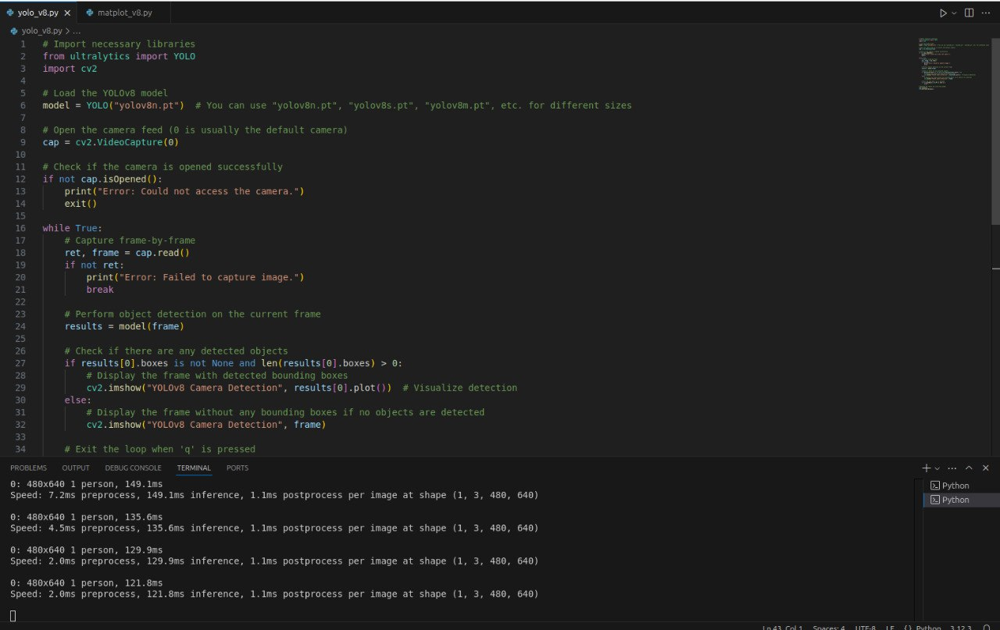 yolo_v8.py
matplot_v8.py
yolo_v8.py > ...
1 # Import necessary libraries
2 from ultralytics import YOLO
3 import cv2
4
5 # Load the YOLOv8 model
6 model = YOLO("yolov8n.pt")  # You can use "yolov8n.pt", "yolov8s.pt", "yolov8m.pt", etc. for different sizes
7
8 # Open the camera feed (0 is usually the default camera)
9 cap = cv2.VideoCapture(0)
10
11 # Check if the camera is opened successfully
12 if not cap.isOpened():
13     print("Error: Could not access the camera.")
14     exit()
15
16 while True:
17     # Capture frame-by-frame
18     ret, frame = cap.read()
19     if not ret:
20         print("Error: Failed to capture image.")
21         break
22
23     # Perform object detection on the current frame
24     results = model(frame)
25
26     # Check if there are any detected objects
27     if results[0].boxes is not None and len(results[0].boxes) > 0:
28         # Display the frame with detected bounding boxes
29         cv2.imshow("YOLOv8 Camera Detection", results[0].plot())  # Visualize detection
30     else:
31         # Display the frame without any bounding boxes if no objects are detected
32         cv2.imshow("YOLOv8 Camera Detection", frame)
33
34     # Exit the loop when 'q' is pressed
PROBLEMS OUTPUT DEBUG CONSOLE TERMINAL PORTS
0: 480x640 1 person, 149.1ms
Speed: 7.2ms preprocess, 149.1ms inference, 1.1ms postprocess per image at shape (1, 3, 480, 640)
0: 480x640 1 person, 135.6ms
Speed: 4.5ms preprocess, 135.6ms inference, 1.1ms postprocess per image at shape (1, 3, 480, 640)
0: 480x640 1 person, 129.9ms
Speed: 2.0ms preprocess, 129.9ms inference, 1.1ms postprocess per image at shape (1, 3, 480, 640)
0: 480x640 1 person, 121.8ms
Speed: 2.0ms preprocess, 121.8ms inference, 1.1ms postprocess per image at shape (1, 3, 480, 640)
Python
Python
Ln 43, Col 1 Spaces: 4 UTF-8 LF {} Python 3.12.3